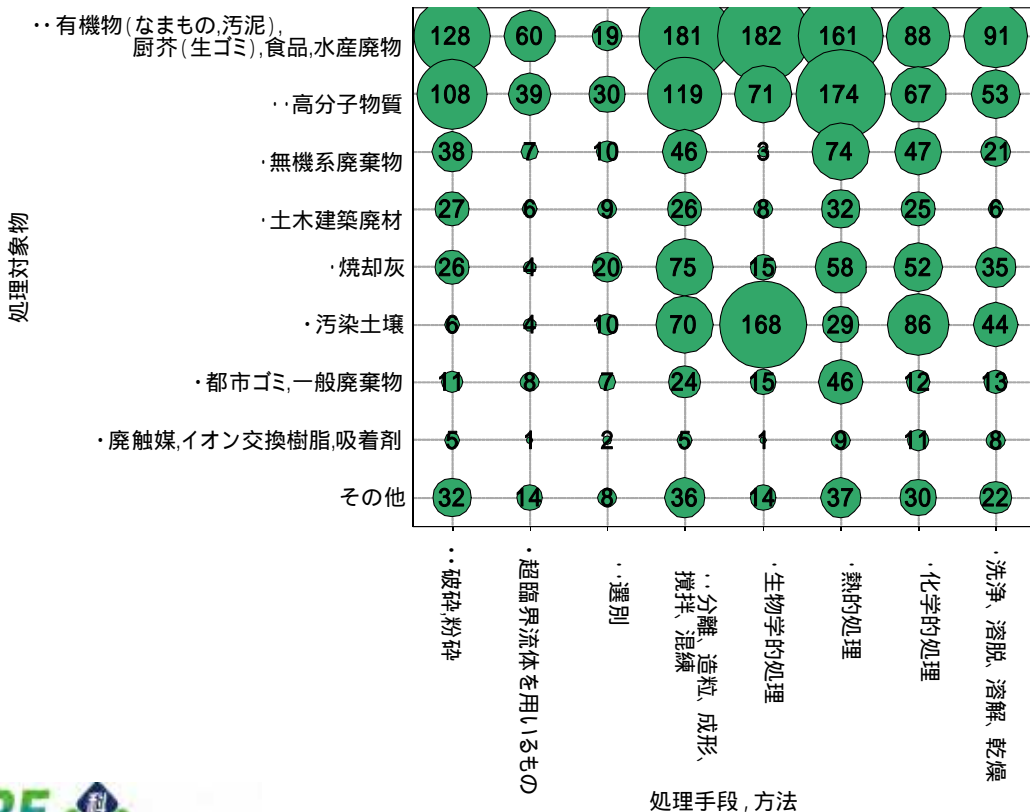 ‥有機物(なまもの,汚泥),
厨芥(生ゴミ),食品,水産廃物
128 60 19 181 182 161 88 91
‥高分子物質
108 39 30 119 71 174 67 53
・無機系廃棄物
38 7 10 46 3 74 47 21
・土木建築廃材
27 6 9 26 8 32 25 6
・焼却灰
26 4 20 75 15 58 52 35
・汚染土壌
6 4 10 70 168 29 86 44
・都市ゴミ,一般廃棄物
11 8 7 24 15 46 12 13
・廃触媒,イオン交換樹脂,吸着剤
5 1 2 5 1 9 11 8
その他
32 14 8 36 14 37 30 22
処理対象物
‥破砕,粉砕
・超臨界流体を用いるもの
‥選別
‥分離、造粒、成形、
撹拌、混練
・生物学的処理
・熱的処理
・化学的処理
・洗浄、溶脱、溶解、乾燥
処理手段,方法
科